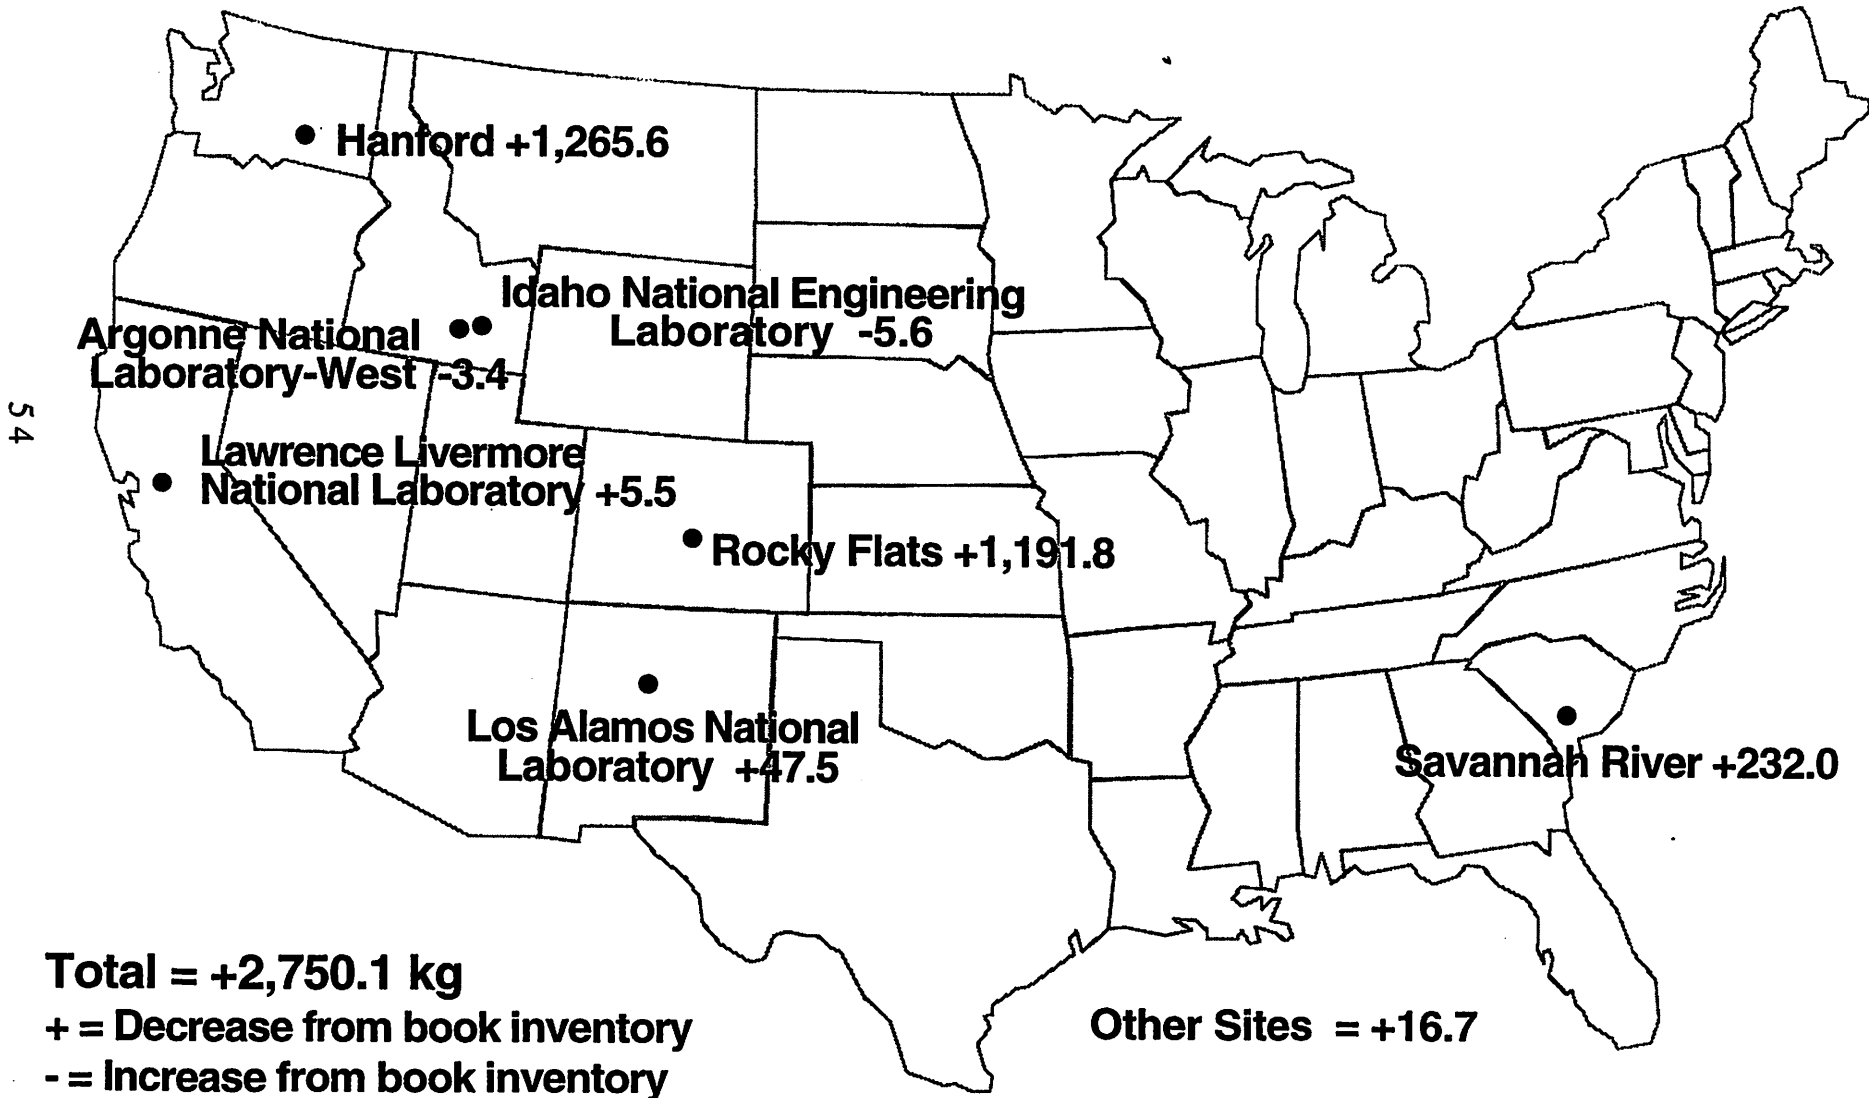 Hanford +1,265.6
Idaho National Engineering
Laboratory -5.6
Argonne National
Laboratory-West -3.4
54
Lawrence Livermore
National Laboratory +5.5
Rocky Flats +1,191.8
Los Alamos National
Laboratory +47.5
Savannah River +232.0
Total = +2,750.1 kg
+ = Decrease from book inventory
- = Increase from book inventory
Other Sites = +16.7